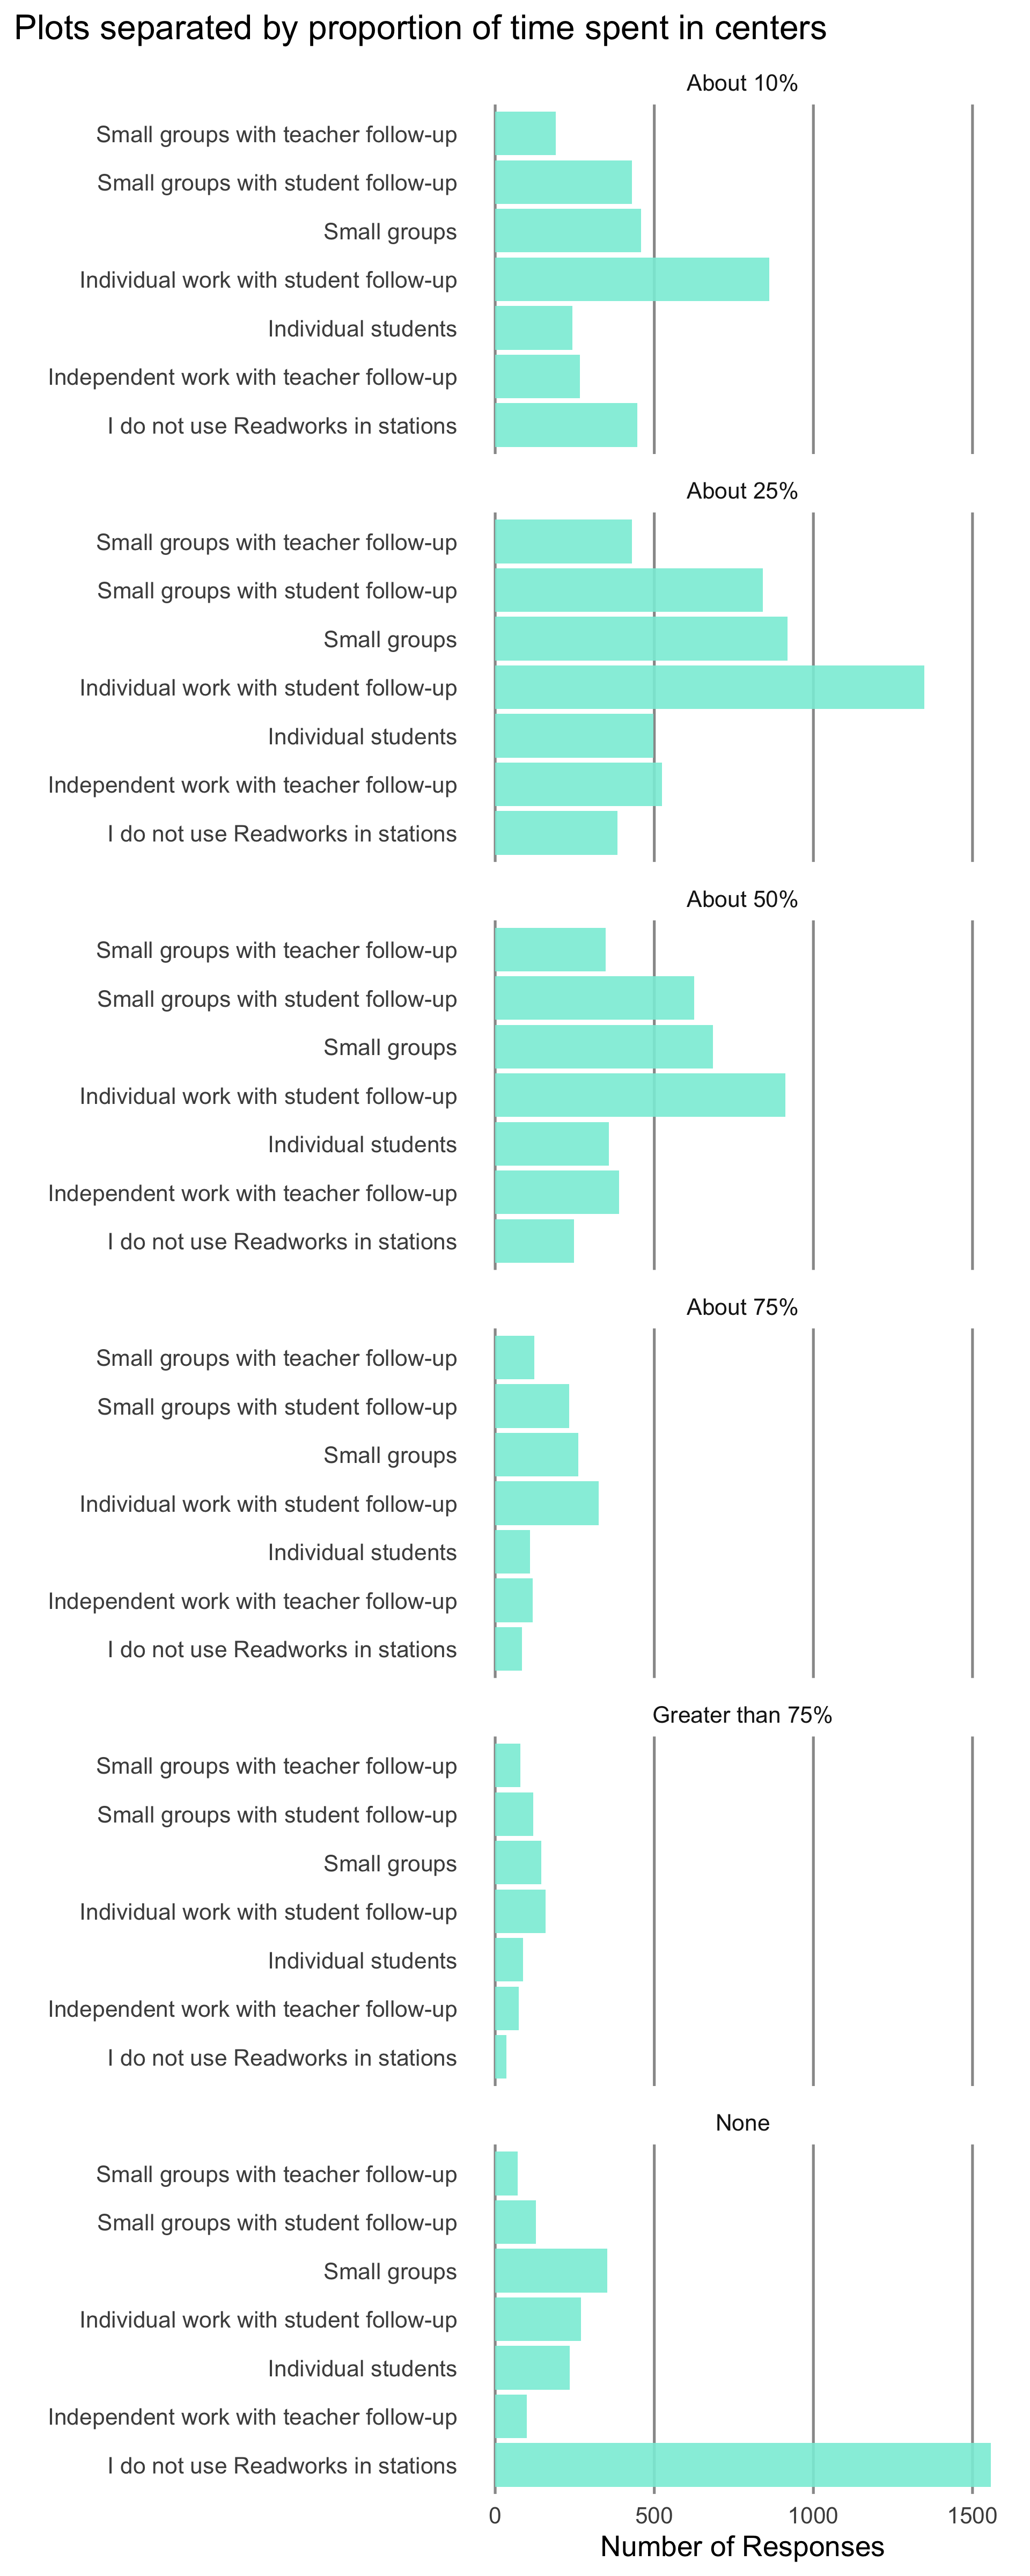 Plots separated by proportion of time spent in centers
About 10%
Small groups with teacher follow-up
Small groups with student follow-up
Small groups
Individual work with student follow-up
Individual students
Independent work with teacher follow-up
I do not use Readworks in stations
About 25%
Small groups with teacher follow-up
Small groups with student follow-up
Small groups
Individual work with student follow-up
Individual students
Independent work with teacher follow-up
I do not use Readworks in stations
About 50%
Small groups with teacher follow-up
Small groups with student follow-up
Small groups
Individual work with student follow-up
Individual students
Independent work with teacher follow-up
I do not use Readworks in stations
About 75%
Small groups with teacher follow-up
Small groups with student follow-up
Small groups
Individual work with student follow-up
Individual students
Independent work with teacher follow-up
I do not use Readworks in stations
Greater than 75%
Small groups with teacher follow-up
Small groups with student follow-up
Small groups
Individual work with student follow-up
Individual students
Independent work with teacher follow-up
I do not use Readworks in stations
None
Small groups with teacher follow-up
Small groups with student follow-up
Small groups
Individual work with student follow-up
Individual students
Independent work with teacher follow-up
I do not use Readworks in stations
0 500 1000 1500
Number of Responses